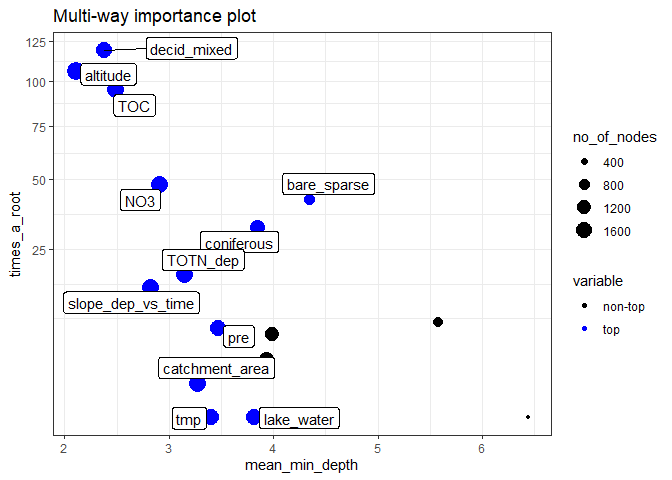 Multi-way importance plot
125
100
75
50
25
times_a_root
decid_mixed
altitude
TOC
NO3
bare_sparse
coniferous
TOTN_dep
slope_dep_vs_time
pre
catchment_area
tmp
lake_water
2
3
4
5
6
mean_min_depth
no_of_nodes
400
800
1200
1600
variable
non-top
top